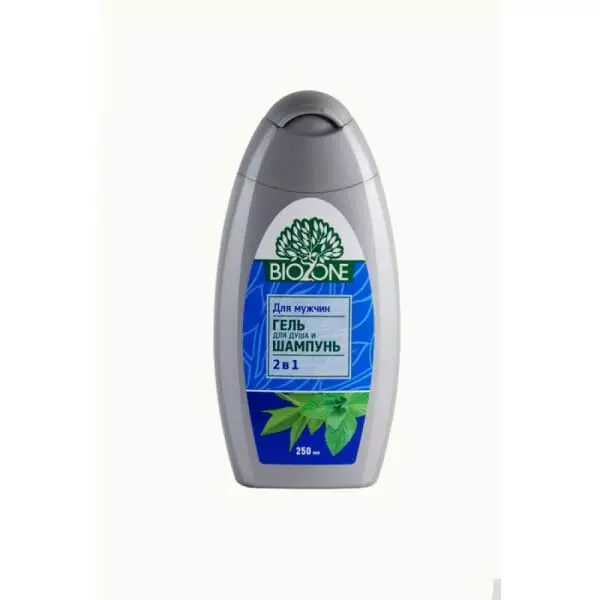 BIOZONE
Для мужчин
ГЕЛЬ
ДЛЯ ДУША И
ШАМПУНЬ
2 в 1
250 мл